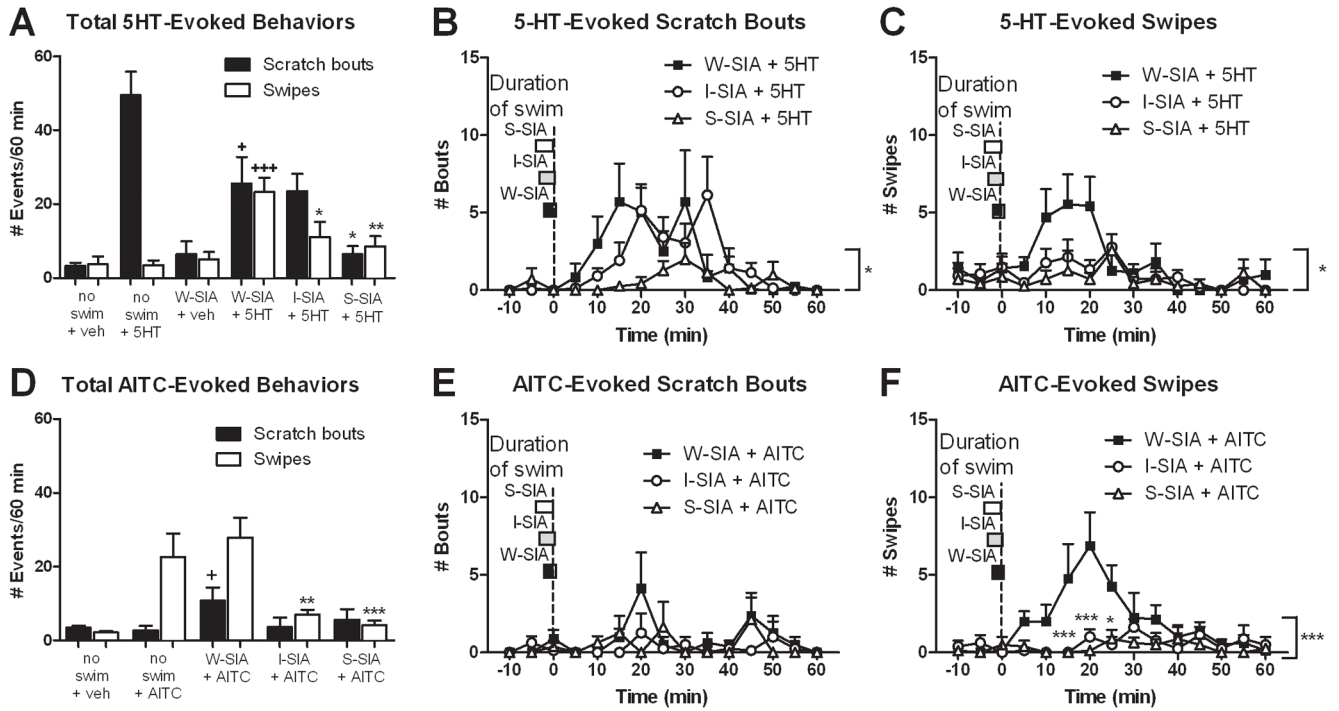 A Total 5HT-Evoked Behaviors
60
40
20
0
# Events/60 min
Scratch bouts
Swipes
+
+++
*
*
**
no swim + veh
no swim + 5HT
W-SIA + veh
W-SIA + 5HT
I-SIA + 5HT
S-SIA + 5HT
B 5-HT-Evoked Scratch Bouts
15
10
5
0
# Bouts
Duration
of swim
S-SIA
I-SIA
W-SIA
W-SIA + 5HT
I-SIA + 5HT
S-SIA + 5HT
*
-10 0 10 20 30 40 50 60
Time (min)
C 5-HT-Evoked Swipes
15
10
5
0
# Swipes
Duration
of swim
S-SIA
I-SIA
W-SIA
W-SIA + 5HT
I-SIA + 5HT
S-SIA + 5HT
*
-10 0 10 20 30 40 50 60
Time (min)
D Total AITC-Evoked Behaviors
60
40
20
0
# Events/60 min
Scratch bouts
Swipes
+
**
***
no swim + veh
no swim + AITC
W-SIA + AITC
I-SIA + AITC
S-SIA + AITC
E AITC-Evoked Scratch Bouts
15
10
5
0
# Bouts
Duration
of swim
S-SIA
I-SIA
W-SIA
W-SIA + AITC
I-SIA + AITC
S-SIA + AITC
-10 0 10 20 30 40 50 60
Time (min)
F AITC-Evoked Swipes
15
10
5
0
# Swipes
Duration
of swim
S-SIA
I-SIA
W-SIA
W-SIA + AITC
I-SIA + AITC
S-SIA + AITC
*** *** *
***
-10 0 10 20 30 40 50 60
Time (min)